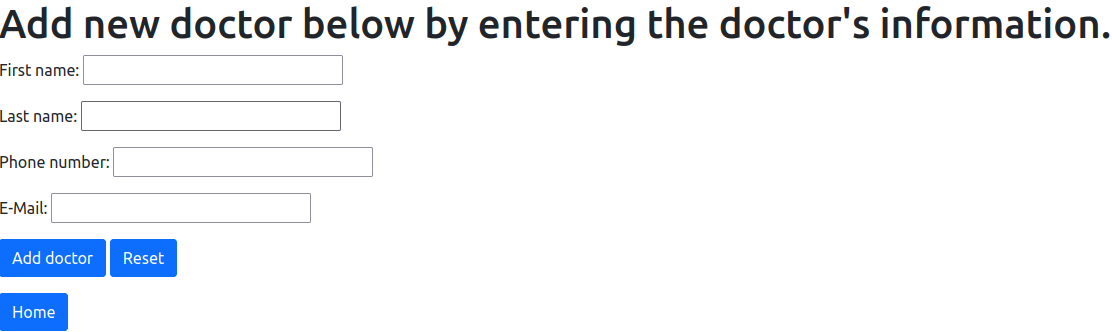 Add new doctor below by entering the doctor's information.
First name:
Last name:
Phone number:
E-Mail:
Add doctor Reset
Home